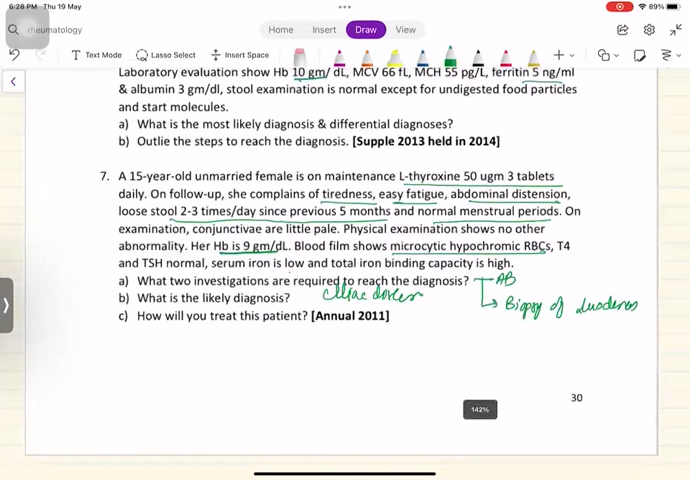 6:28 PM Thu 19 May
89%
rheumatology
Home Insert Draw View
Text Mode Lasso Select Insert Space
Laboratory evaluation show Hb 10 gm/ dL, MCV 66 fL, MCH 55 pg/L, ferritin 5 ng/ml
& albumin 3 gm/dl, stool examination is normal except for undigested food particles
and start molecules.
a) What is the most likely diagnosis & differential diagnoses?
b) Outlie the steps to reach the diagnosis. [Supple 2013 held in 2014]
7. A 15-year-old unmarried female is on maintenance L-thyroxine 50 ugm 3 tablets
daily. On follow-up, she complains of tiredness, easy fatigue, abdominal distension,
loose stool 2-3 times/day since previous 5 months and normal menstrual periods. On
examination, conjunctivae are little pale. Physical examination shows no other
abnormality. Her Hb is 9 gm/dL. Blood film shows microcytic hypochromic RBCs, T4
and TSH normal, serum iron is low and total iron binding capacity is high.
a) What two investigations are required to reach the diagnosis? AB
b) What is the likely diagnosis?
Biopsy of
c) How will you treat this patient? [Annual 2011]
30
142%